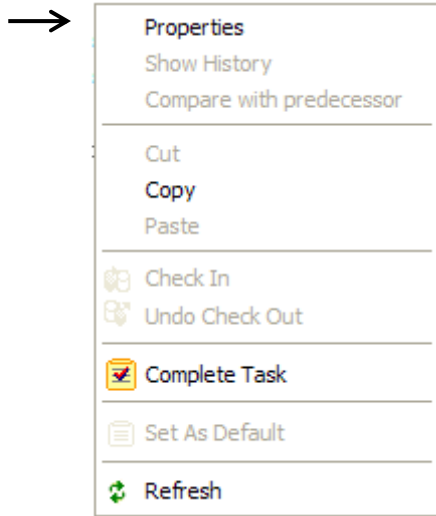 Properties
Show History
Compare with predecessor
Cut
Copy
Paste
Check In
Undo Check Out
Complete Task
Set As Default
Refresh